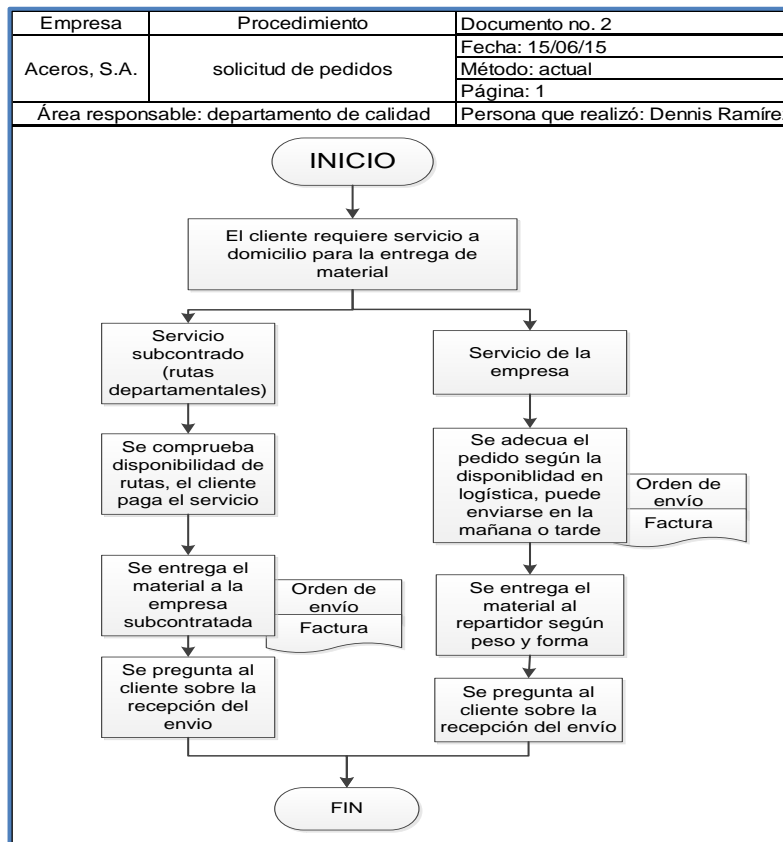 Empresa
Procedimiento
Documento no. 2
Aceros, S.A.
solicitud de pedidos
Fecha: 15/06/15
Método: actual
Página: 1
Área responsable: departamento de calidad
Persona que realizó: Dennis Ramíre
INICIO
El cliente requiere servicio a
domicilio para la entrega de
material
Servicio
subcontrado
(rutas
departamentales)
Servicio de la
empresa
Se comprueba
disponibilidad de
rutas, el cliente
paga el servicio
Se adecua el
pedido según la
disponiblidad en
logística, puede
enviarse en la
mañana o tarde
Orden de
envío
Factura
Se entrega el
material a la
empresa
subcontratada
Orden de
envío
Factura
Se entrega el
material al
repartidor según
peso y forma
Se pregunta al
cliente sobre la
recepción del
envio
Se pregunta al
cliente sobre la
recepción del envío
FIN